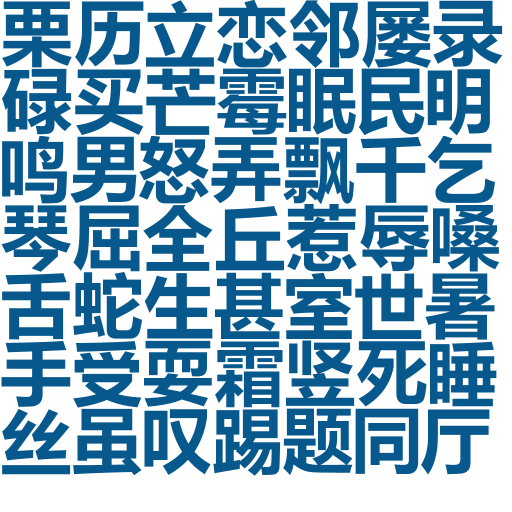 栗历立恋邻屡录
碌买芒霉眠民明
鸣男怒弄飘千乞
琴屈全丘惹辱嗓
舌蛇生甚室世暑
手受耍霜竖死睡
丝虽叹踢题同厅